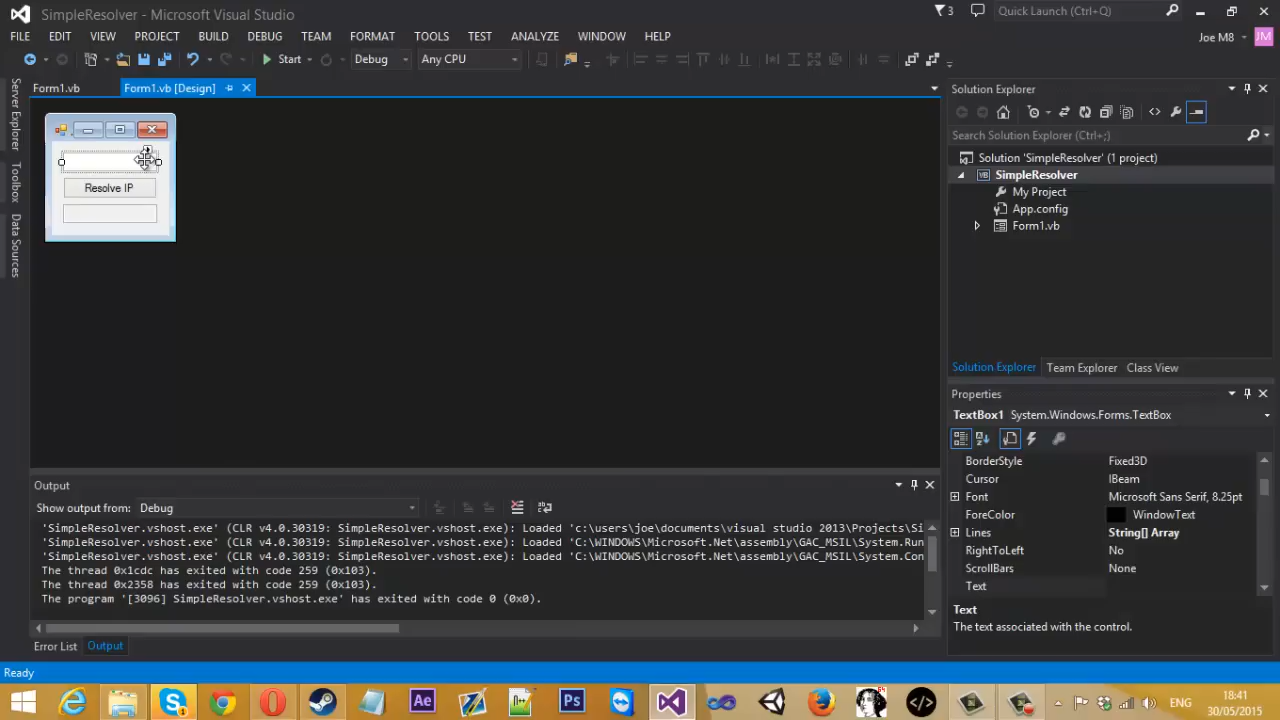 SimpleResolver - Microsoft Visual Studio
3
Quick Launch (Ctrl+Q)
FILE EDIT VIEW PROJECT BUILD DEBUG TEAM FORMAT TOOLS TEST ANALYZE WINDOW HELP
Joe M8
JM
Start
Debug
Any CPU
Server Explorer
Toolbox
Data Sources
Form1.vb
Form1.vb [Design]
Resolve IP
Solution Explorer
Search Solution Explorer (Ctrl+;)
Solution 'SimpleResolver' (1 project)
VB SimpleResolver
My Project
App.config
Form1.vb
Solution Explorer Team Explorer Class View
Properties
TextBox1 System.Windows.Forms.TextBox
BorderStyle Fixed3D
Cursor IBeam
Font Microsoft Sans Serif, 8.25pt
ForeColor WindowText
Lines String[] Array
RightToLeft No
ScrollBars None
Text
Text
The text associated with the control.
Output
Show output from: Debug
'SimpleResolver.vshost.exe' (CLR v4.0.30319: SimpleResolver.vshost.exe): Loaded 'c:\users\joe\documents\visual studio 2013\Projects\Si
'SimpleResolver.vshost.exe' (CLR v4.0.30319: SimpleResolver.vshost.exe): Loaded 'C:\WINDOWS\Microsoft.Net\assembly\GAC_MSIL\System.Run
'SimpleResolver.vshost.exe' (CLR v4.0.30319: SimpleResolver.vshost.exe): Loaded 'C:\WINDOWS\Microsoft.Net\assembly\GAC_MSIL\System.Con
The thread 0x1cdc has exited with code 259 (0x103).
The thread 0x2358 has exited with code 259 (0x103).
The program '[3096] SimpleResolver.vshost.exe' has exited with code 0 (0x0).
Error List Output
Ready
Ae
Ps
ENG
18:41
30/05/2015